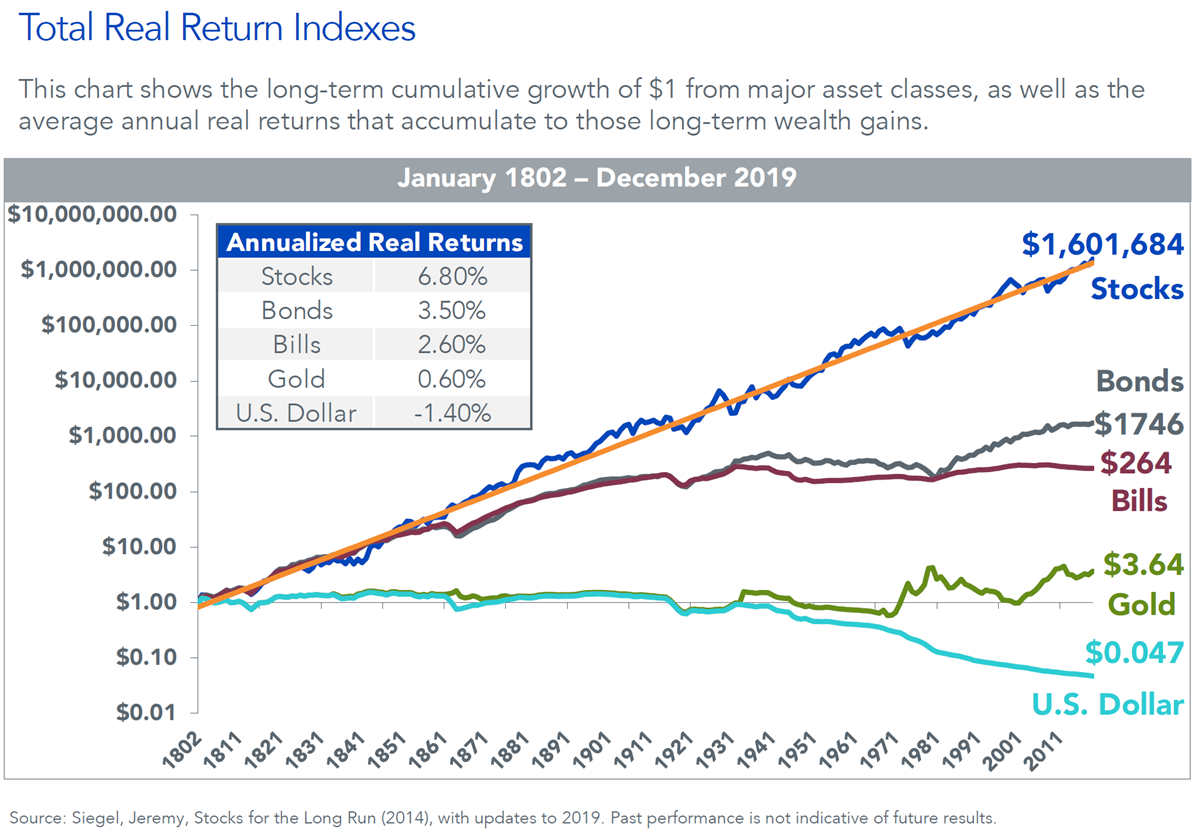 Total Real Return Indexes
This chart shows the long-term cumulative growth of $1 from major asset classes, as well as the
average annual real returns that accumulate to those long-term wealth gains.
January 1802 – December 2019
$10,000,000.00
$1,000,000.00
$100,000.00
$10,000.00
$1,000.00
$100.00
$10.00
$1.00
$0.10
$0.01
Annualized Real Returns
Stocks 6.80%
Bonds 3.50%
Bills 2.60%
Gold 0.60%
U.S. Dollar -1.40%
$1,601,684
Stocks
Bonds
$1746
$264
Bills
$3.64
Gold
$0.047
U.S. Dollar
1802 1811 1821 1831 1841 1851 1861 1871 1881 1891 1901 1911 1921 1931 1941 1951 1961 1971 1981 1991 2001 2011
Source: Siegel, Jeremy, Stocks for the Long Run (2014), with updates to 2019. Past performance is not indicative of future results.